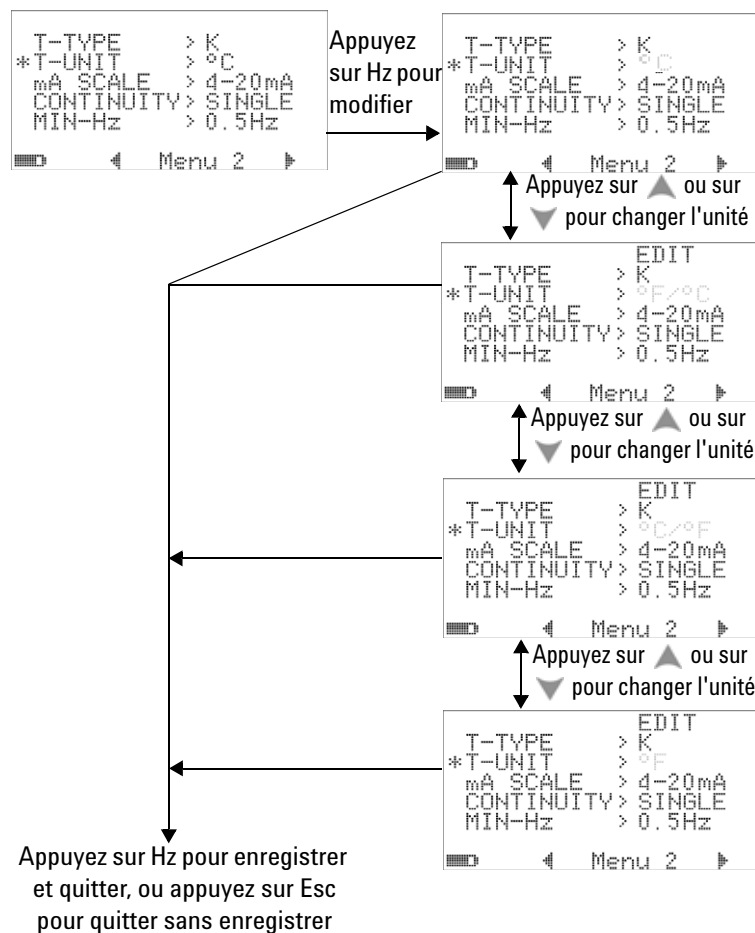 T-TYPE > K
*T-UNIT > °C
mA SCALE > 4-20mA
CONTINUITY> SINGLE
MIN-Hz > 0.5Hz
Menu 2
Appuyez
sur Hz pour
modifier
T-TYPE > K
*T-UNIT > °C
mA SCALE > 4-20mA
CONTINUITY> SINGLE
MIN-Hz > 0.5Hz
Menu 2
Appuyez sur ou sur
pour changer l'unité
EDIT
T-TYPE > K
*T-UNIT > °F/°C
mA SCALE > 4-20mA
CONTINUITY> SINGLE
MIN-Hz > 0.5Hz
Menu 2
Appuyez sur ou sur
pour changer l'unité
EDIT
T-TYPE > K
*T-UNIT > °C/°F
mA SCALE > 4-20mA
CONTINUITY> SINGLE
MIN-Hz > 0.5Hz
Menu 2
Appuyez sur ou sur
pour changer l'unité
EDIT
T-TYPE > K
*T-UNIT > °F
mA SCALE > 4-20mA
CONTINUITY> SINGLE
MIN-Hz > 0.5Hz
Menu 2
Appuyez sur Hz pour enregistrer
et quitter, ou appuyez sur Esc
pour quitter sans enregistrer